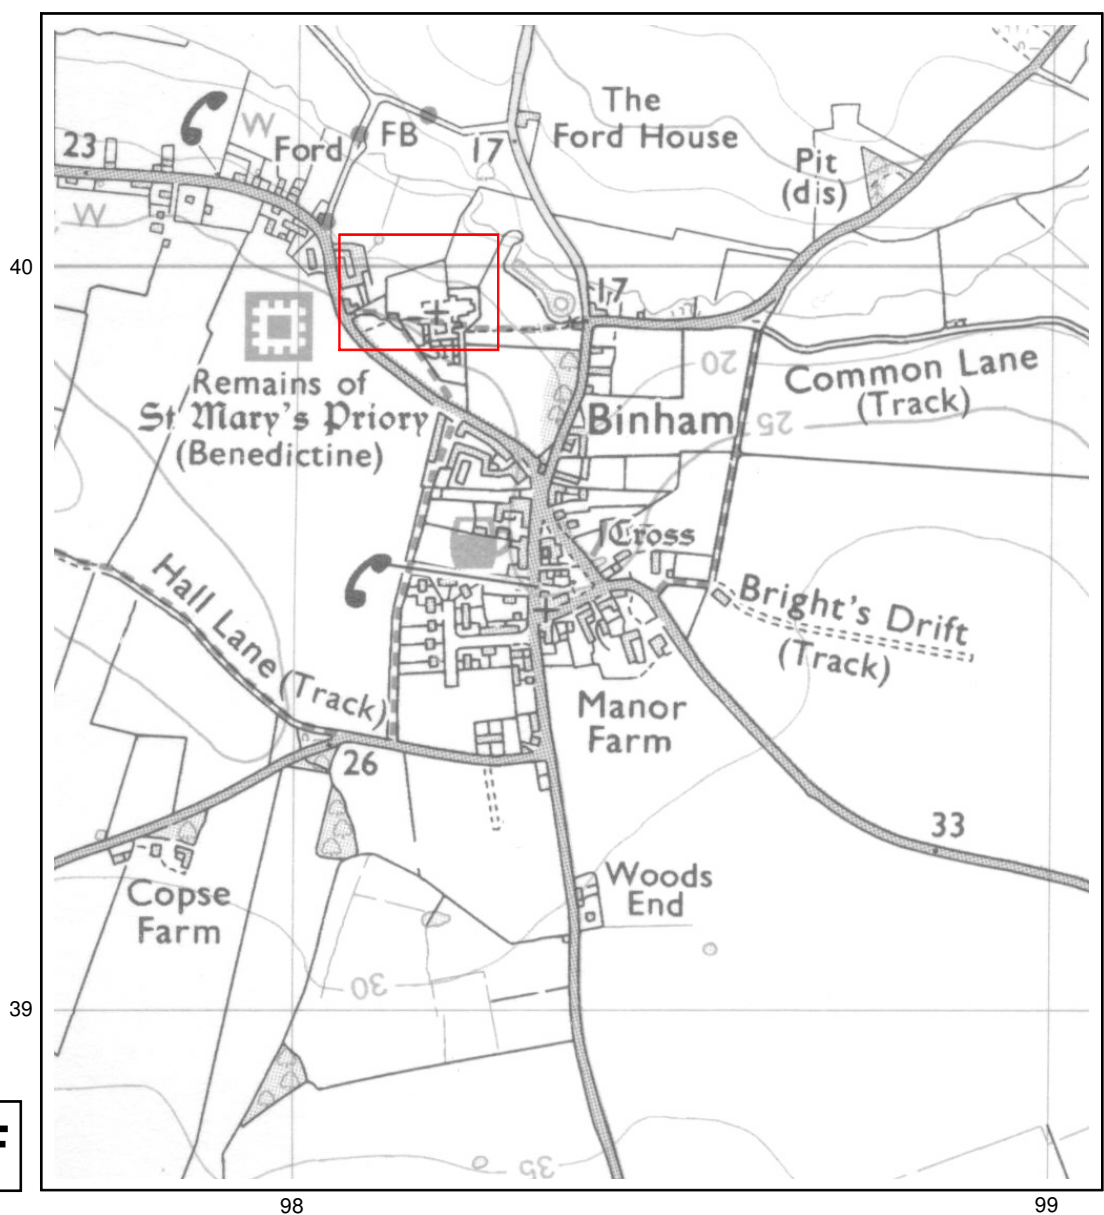 The
Ford House
FB
Ford
W
23
17
Pit
(dis)
W
40
17
20
Common Lane
(Track)
Remains of
St Mary's Priory
(Benedictine)
Binham
25
Cross
Hall Lane (Track)
Bright's Drift
(Track)
Manor
Farm
26
33
Copse
Farm
Woods
End
30
39
35
98
99